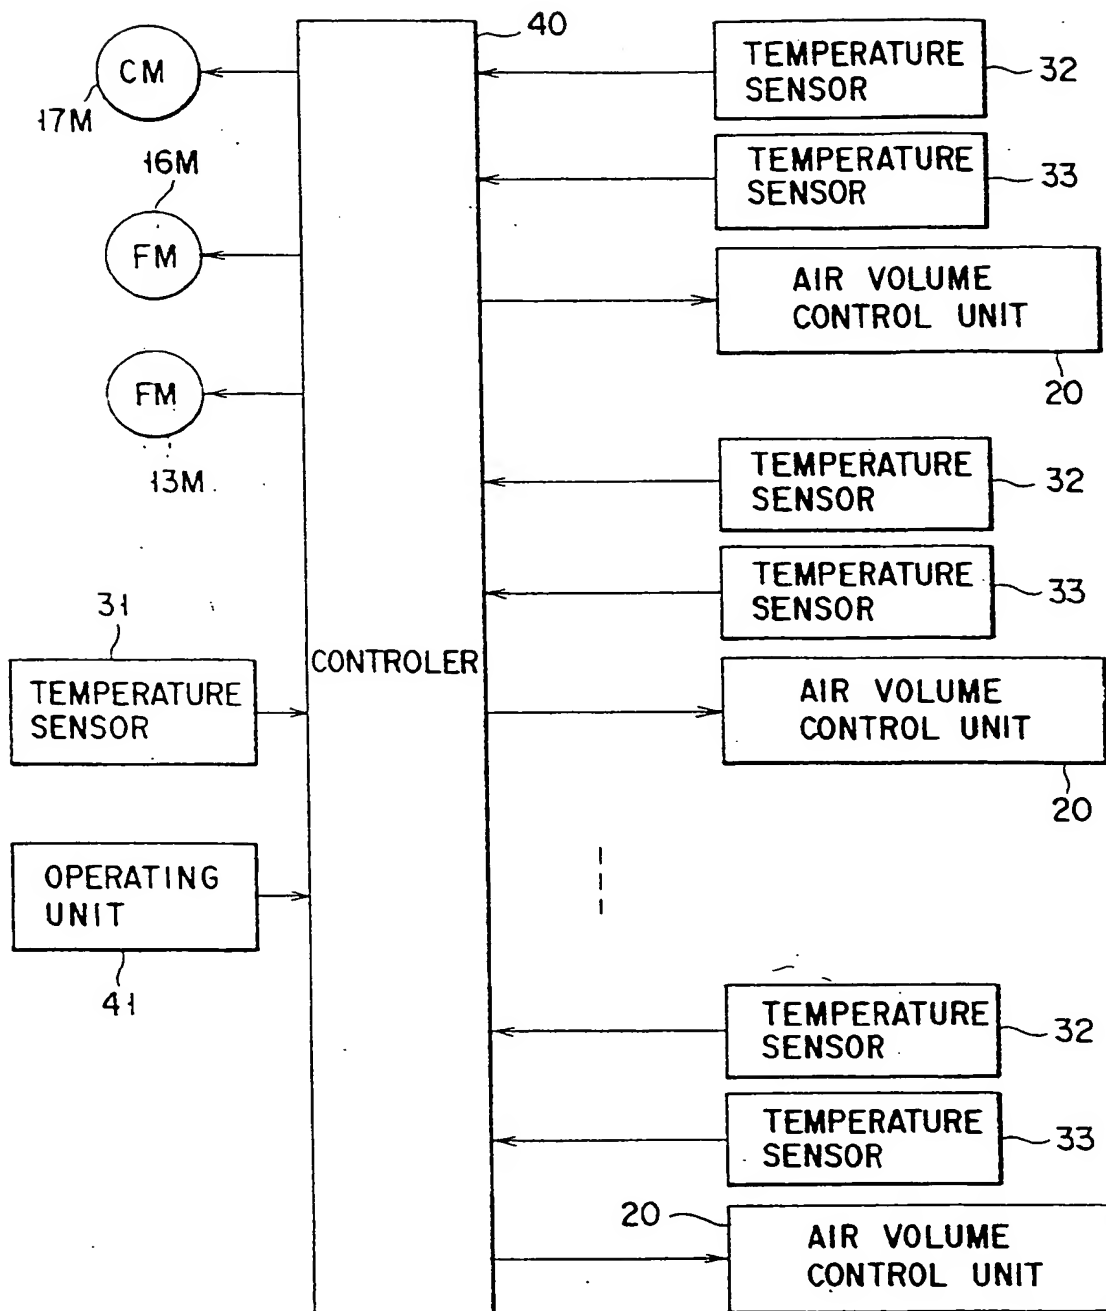 40
CM
17M
TEMPERATURE
SENSOR
32
TEMPERATURE
SENSOR
33
16M
FM
AIR VOLUME
CONTROL UNIT
20
FM
13M
TEMPERATURE
SENSOR
32
TEMPERATURE
SENSOR
33
31
TEMPERATURE
SENSOR
CONTROLER
AIR VOLUME
CONTROL UNIT
20
OPERATING
UNIT
41
TEMPERATURE
SENSOR
32
TEMPERATURE
SENSOR
33
20
AIR VOLUME
CONTROL UNIT